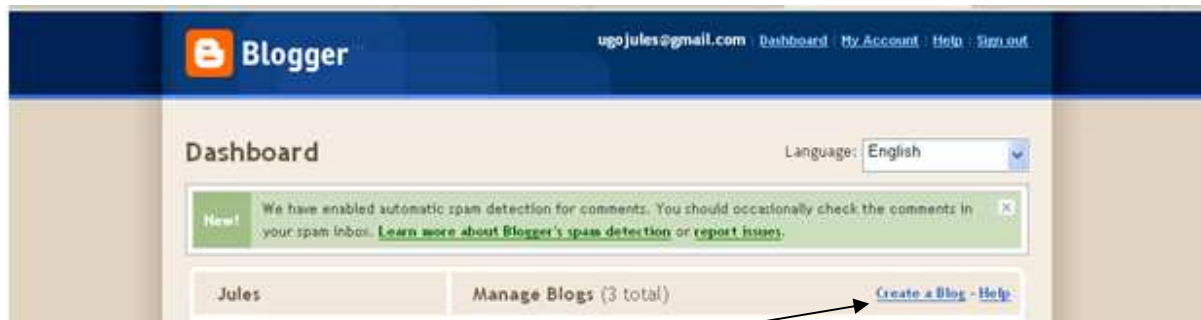 Blogger
ugojules@gmail.com Dashboard My Account Help Sign out
Dashboard
Language: English
New!
We have enabled automatic spam detection for comments. You should occasionally check the comments in
your spam inbox. Learn more about Blogger's spam detection or report issues.
Jules
Manage Blogs (3 total)
Create a Blog - Help